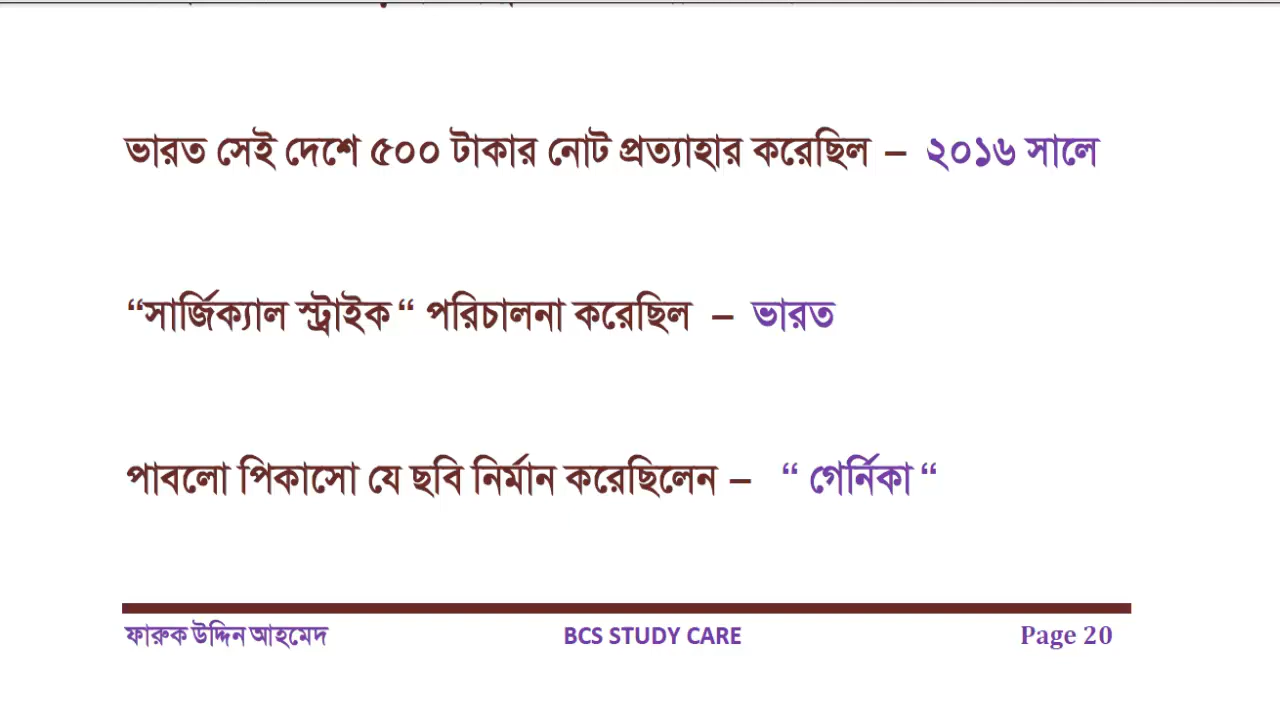 ভারত সেই দেশে ৫০০ টাকার নোট প্রত্যাহার করেছিল – ২০১৬ সালে
“সার্জিক্যাল স্ট্রাইক“ পরিচালনা করেছিল – ভারত
পাবলো পিকাসো যে ছবি নির্মান করেছিলেন – “ গের্নিকা “
ফারুক উদ্দিন আহমেদ BCS STUDY CARE Page 20